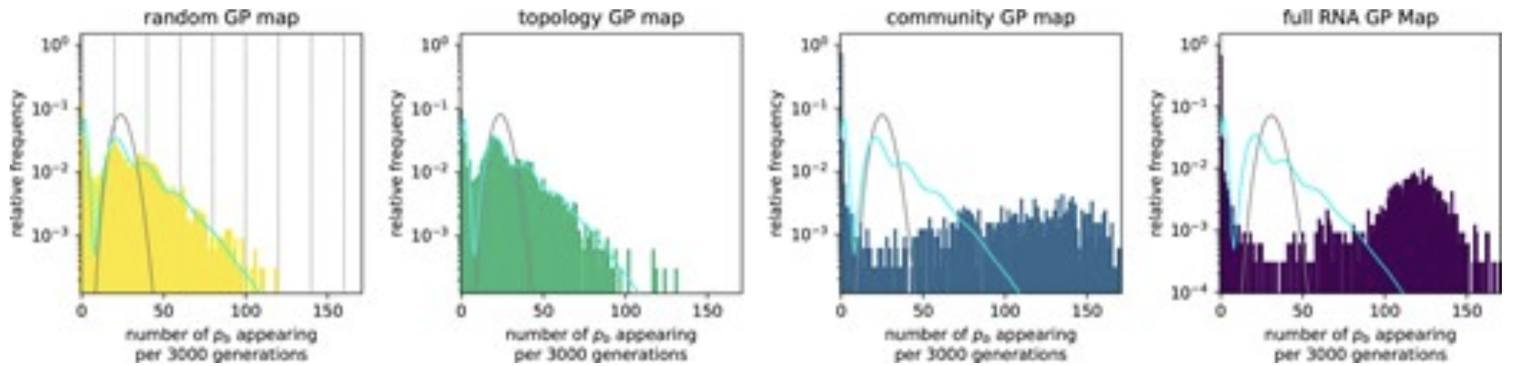 random GP map
topology GP map
community GP map
full RNA GP Map
relative frequency
10⁰
10⁻¹
10⁻²
10⁻³
0
50
100
150
number of pb appearing
per 3000 generations
relative frequency
10⁰
10⁻¹
10⁻²
10⁻³
0
50
100
150
number of pb appearing
per 3000 generations
relative frequency
10⁰
10⁻¹
10⁻²
10⁻³
0
50
100
150
number of pb appearing
per 3000 generations
relative frequency
10⁰
10⁻¹
10⁻²
10⁻³
10⁻⁴
0
50
100
150
number of pb appearing
per 3000 generations